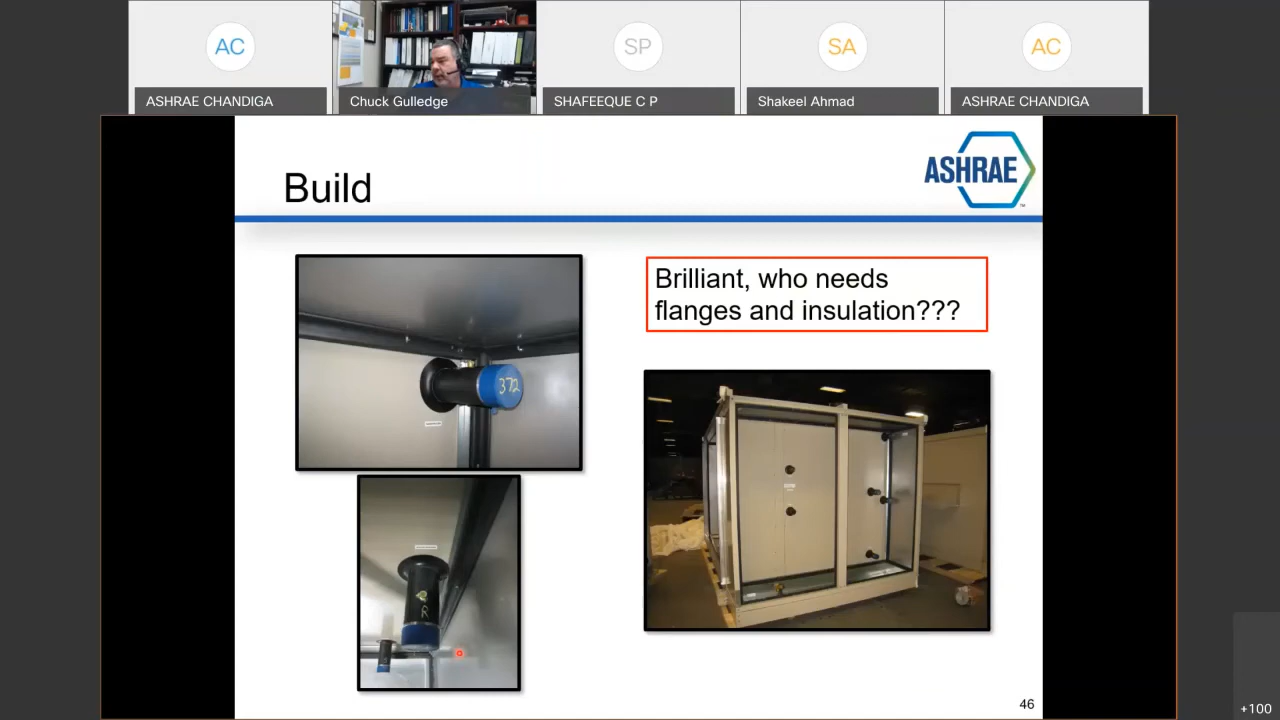 AC
SP
SA
AC
ASHRAE CHANDIGA
Chuck Gulledge
SHAFEEQUE C P
Shakeel Ahmad
ASHRAE CHANDIGA
ASHRAE
Build
Brilliant, who needs
flanges and insulation???
372
R
46
+100